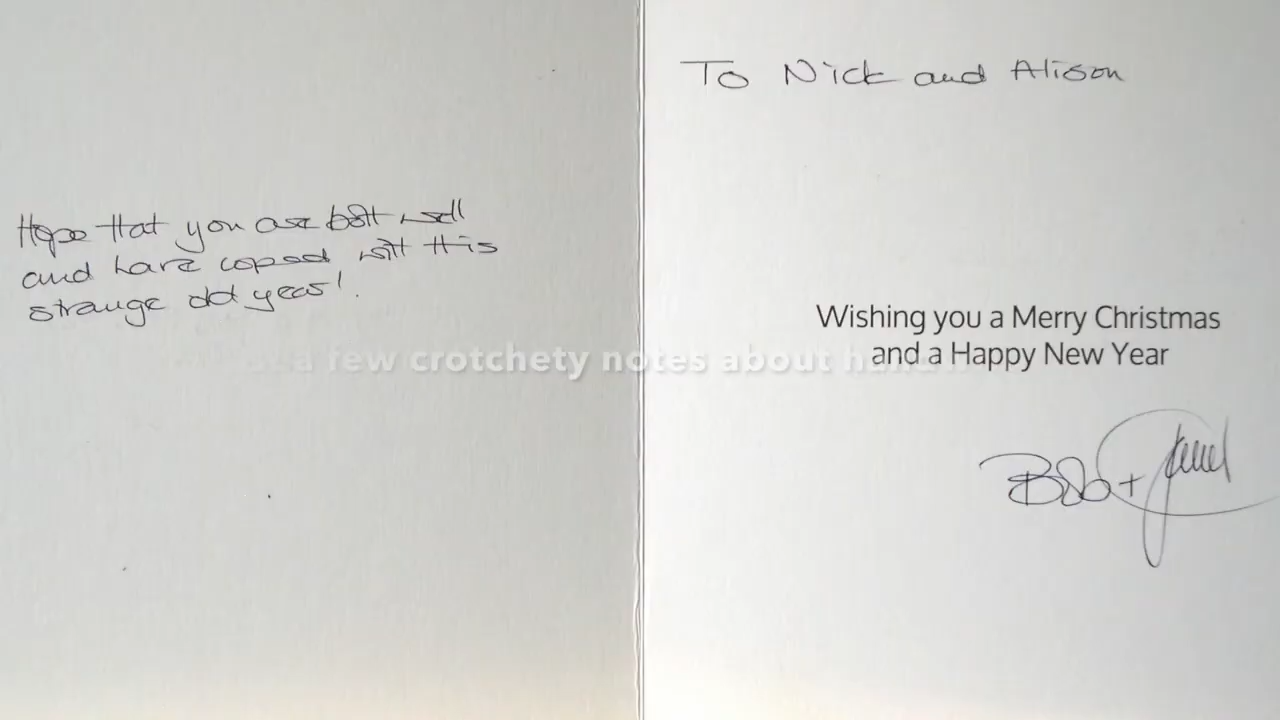 Hope that you are both well
and have coped with this
strange old year!
To Nick and Alison
a few crotchety notes about
Wishing you a Merry Christmas
and a Happy New Year
Bob +